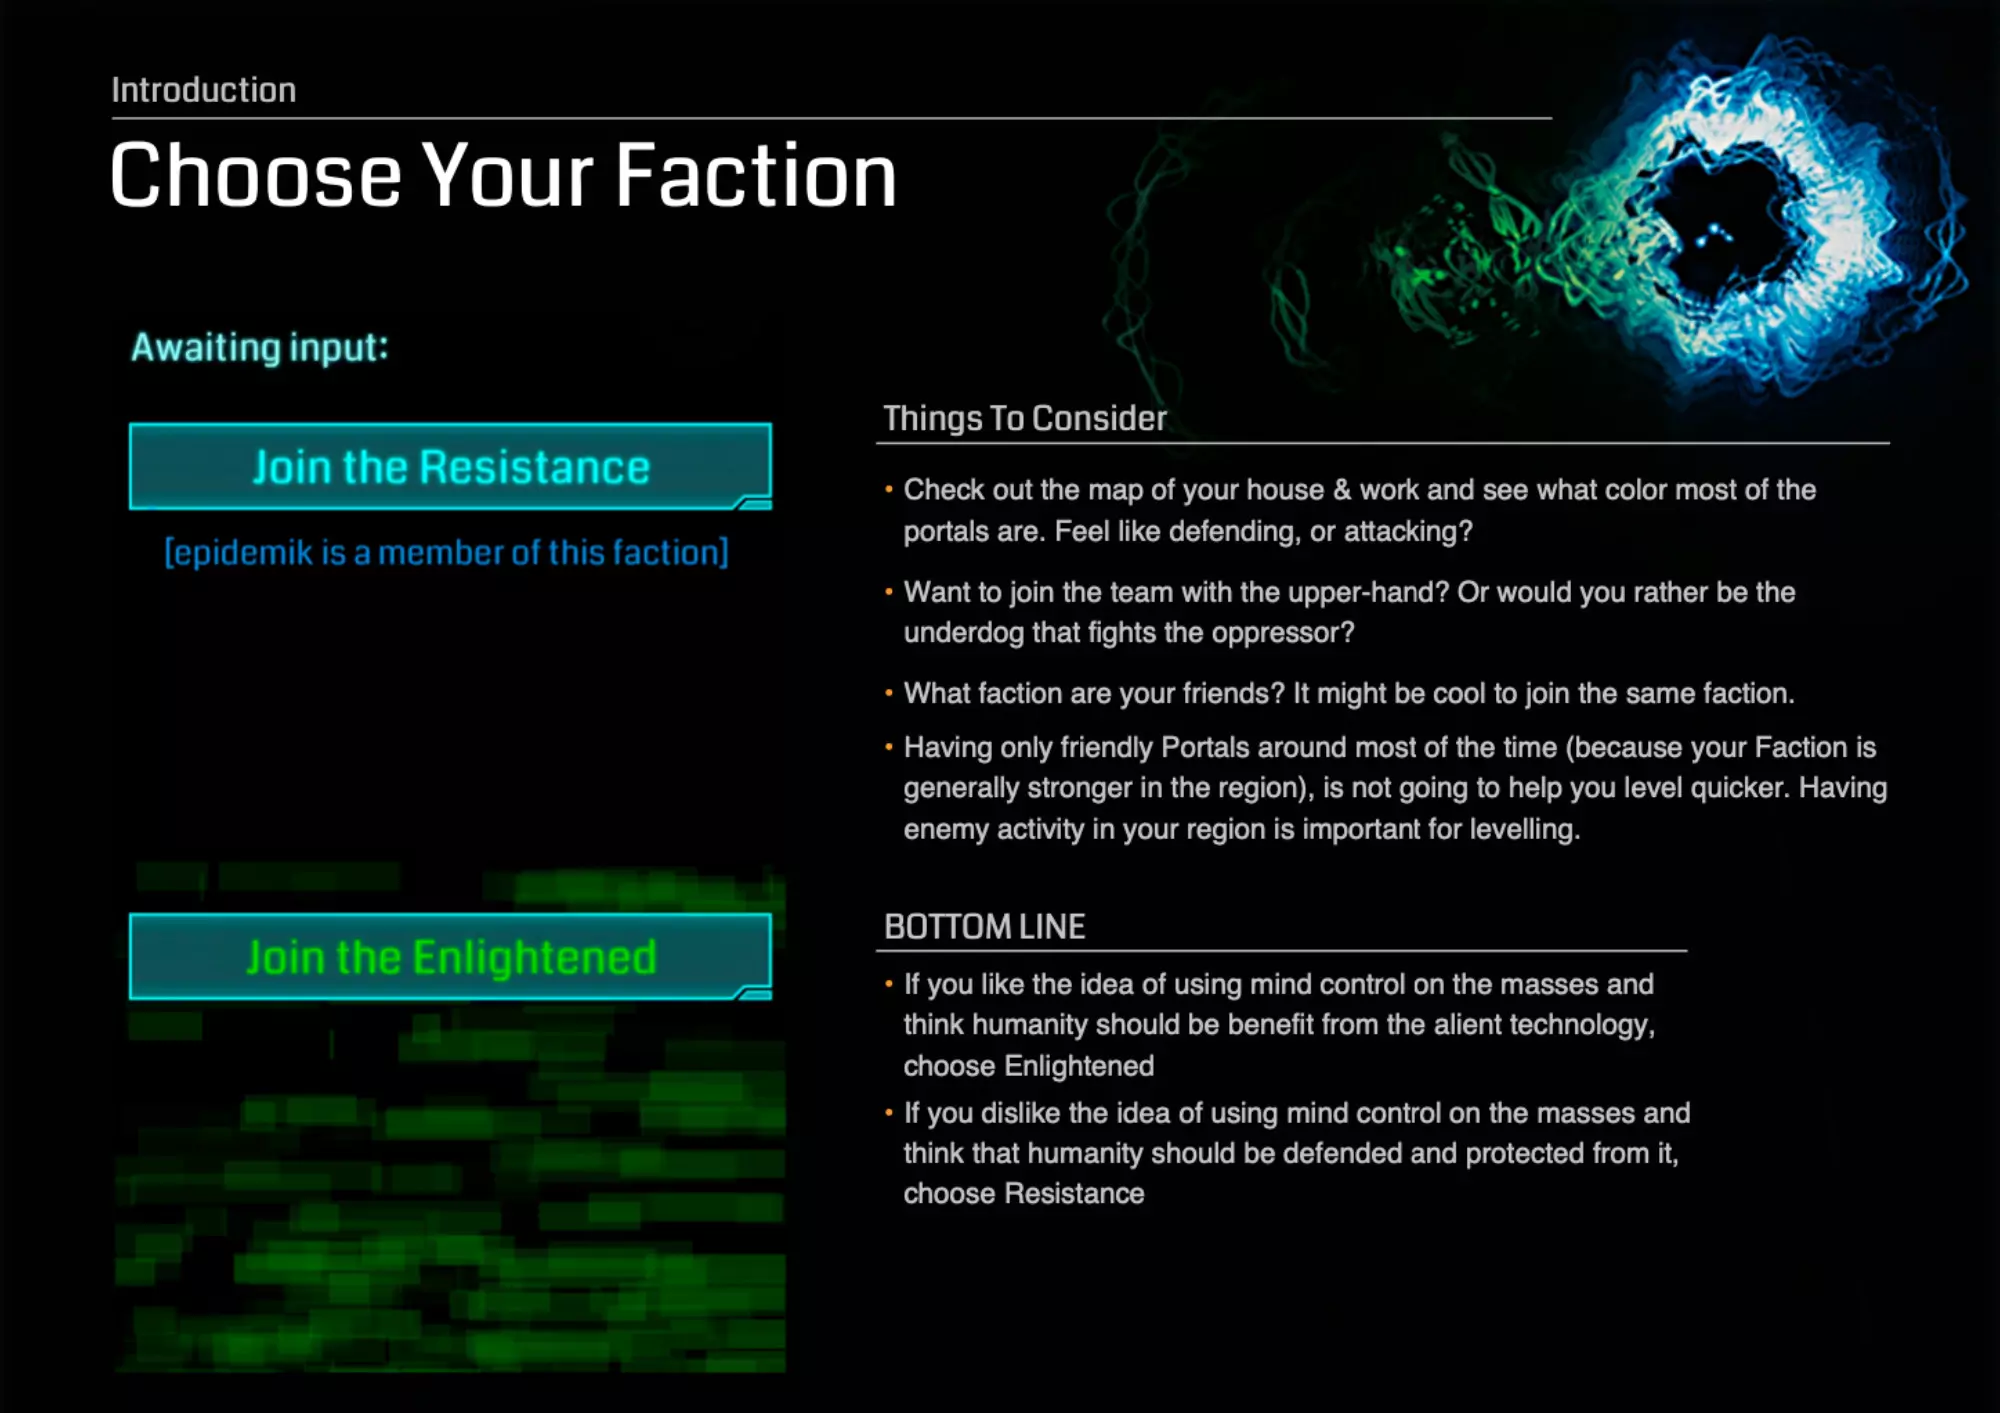 Introduction
Choose Your Faction
Awaiting input:
Join the Resistance
[epidemik is a member of this faction]
Join the Enlightened
Things To Consider
• Check out the map of your house & work and see what color most of the
portals are. Feel like defending, or attacking?
• Want to join the team with the upper-hand? Or would you rather be the
underdog that fights the oppressor?
• What faction are your friends? It might be cool to join the same faction.
• Having only friendly Portals around most of the time (because your Faction is
generally stronger in the region), is not going to help you level quicker. Having
enemy activity in your region is important for levelling.
BOTTOM LINE
• If you like the idea of using mind control on the masses and
think humanity should be benefit from the alient technology,
choose Enlightened
• If you dislike the idea of using mind control on the masses and
think that humanity should be defended and protected from it,
choose Resistance